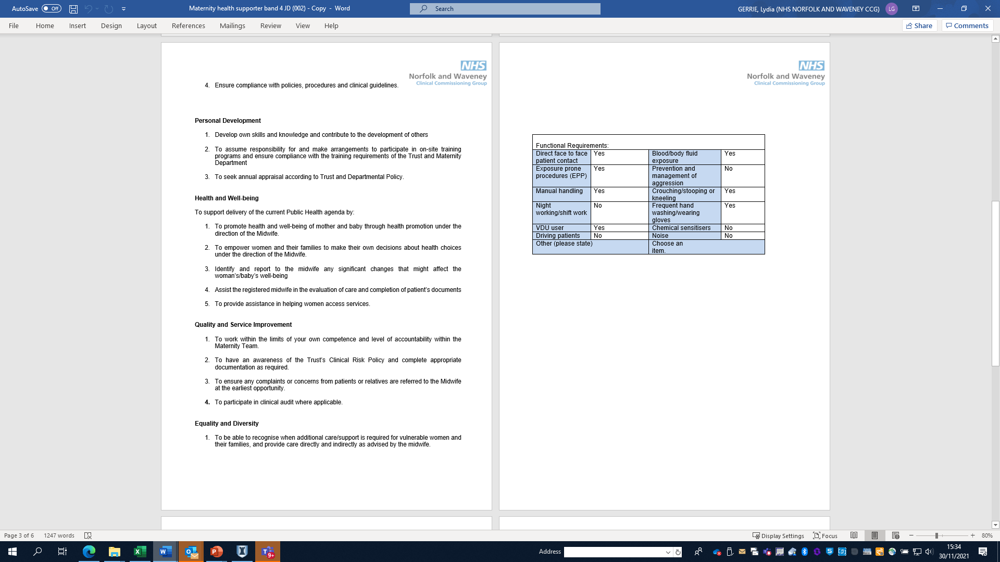 AutoSave Off
Maternity health supporter band 4 JD (002) - Copy - Word
Search
GERRIE, Lydia (NHS NORFOLK AND WAVENEY CCG) LG
File Home Insert Design Layout References Mailings Review View Help
Share Comments
NHS
Norfolk and Waveney
Clinical Commissioning Group
4. Ensure compliance with policies, procedures and clinical guidelines.
Personal Development
1. Develop own skills and knowledge and contribute to the development of others
2. To assume responsibility for and make arrangements to participate in on-site training
programs and ensure compliance with the training requirements of the Trust and Maternity
Department
3. To seek annual appraisal according to Trust and Departmental Policy.
Health and Well-being
To support delivery of the current Public Health agenda by:
1. To promote health and well-being of mother and baby through health promotion under the
direction of the Midwife.
2. To empower women and their families to make their own decisions about health choices
under the direction of the Midwife.
3. Identify and report to the midwife any significant changes that might affect the
woman's/baby's well-being
4. Assist the registered midwife in the evaluation of care and completion of patient's documents
5. To provide assistance in helping women access services.
Quality and Service Improvement
1. To work within the limits of your own competence and level of accountability within the
Maternity Team.
2. To have an awareness of the Trust's Clinical Risk Policy and complete appropriate
documentation as required.
3. To ensure any complaints or concerns from patients or relatives are referred to the Midwife
at the earliest opportunity.
4. To participate in clinical audit where applicable.
Equality and Diversity
1. To be able to recognise when additional care/support is required for vulnerable women and
their families, and provide care directly and indirectly as advised by the midwife.
NHS
Norfolk and Waveney
Clinical Commissioning Group
Functional Requirements:
Direct face to face Yes Blood/body fluid Yes
patient contact exposure
Exposure prone Yes Prevention and No
procedures (EPP) management of
aggression
Manual handling Yes Crouching/stooping or Yes
kneeling
Night No Frequent hand Yes
working/shift work washing/wearing
gloves
VDU user Yes Chemical sensitisers No
Driving patients No Noise No
Other (please state) Choose an
item.
Page 3 of 6 1247 words
Display Settings Focus 80%
Address
15:34
30/11/2021
9+